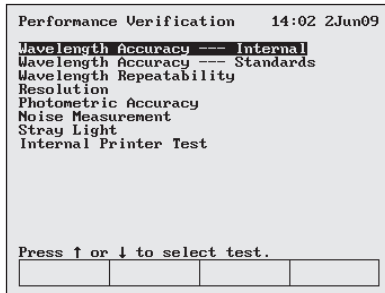 Performance Verification 14:02 2Jun09
Wavelength Accuracy --- Internal
Wavelength Accuracy --- Standards
Wavelength Repeatability
Resolution
Photometric Accuracy
Noise Measurement
Stray Light
Internal Printer Test
Press ↑ or ↓ to select test.